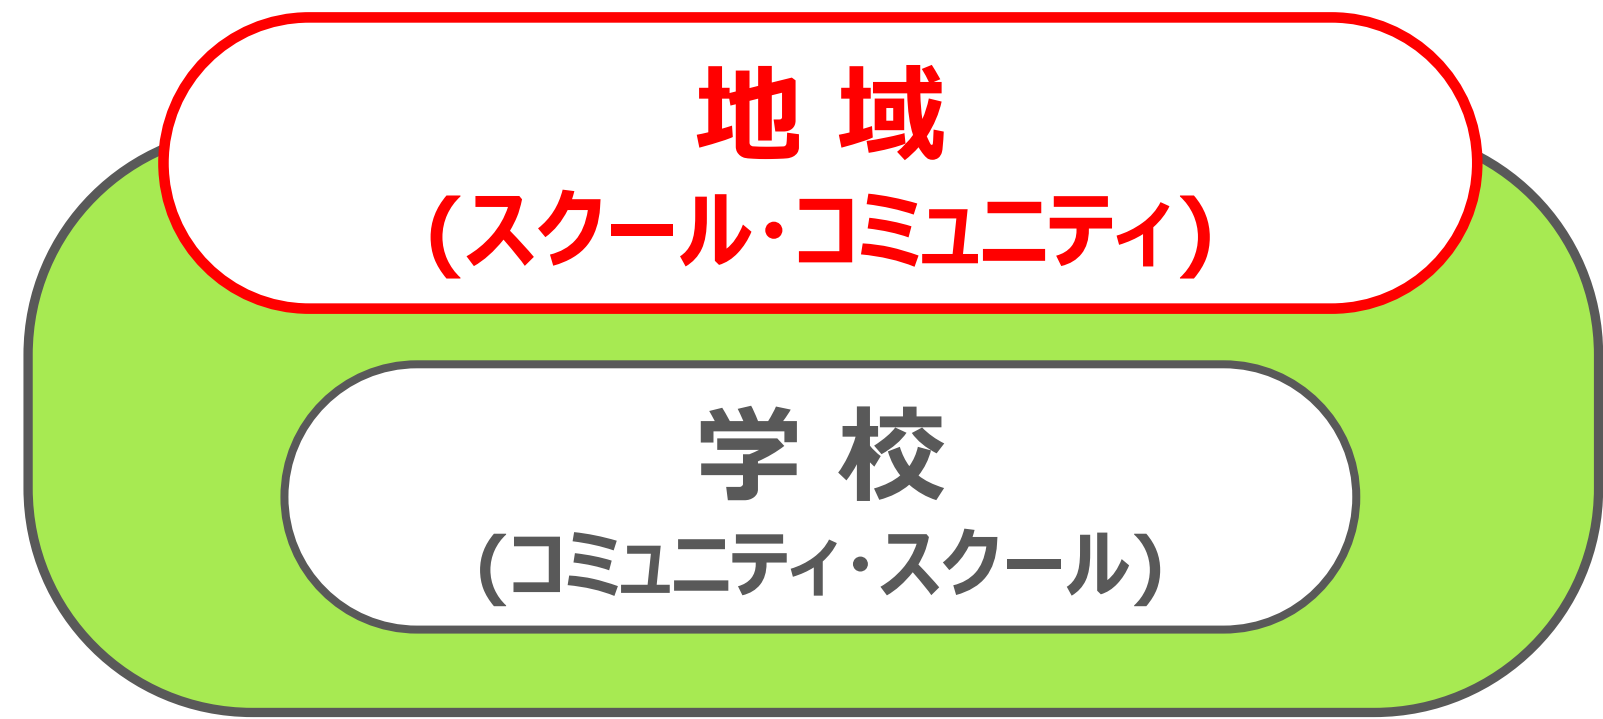 地 域
(スクール・コミュニティ)
学 校
(コミュニティ・スクール)